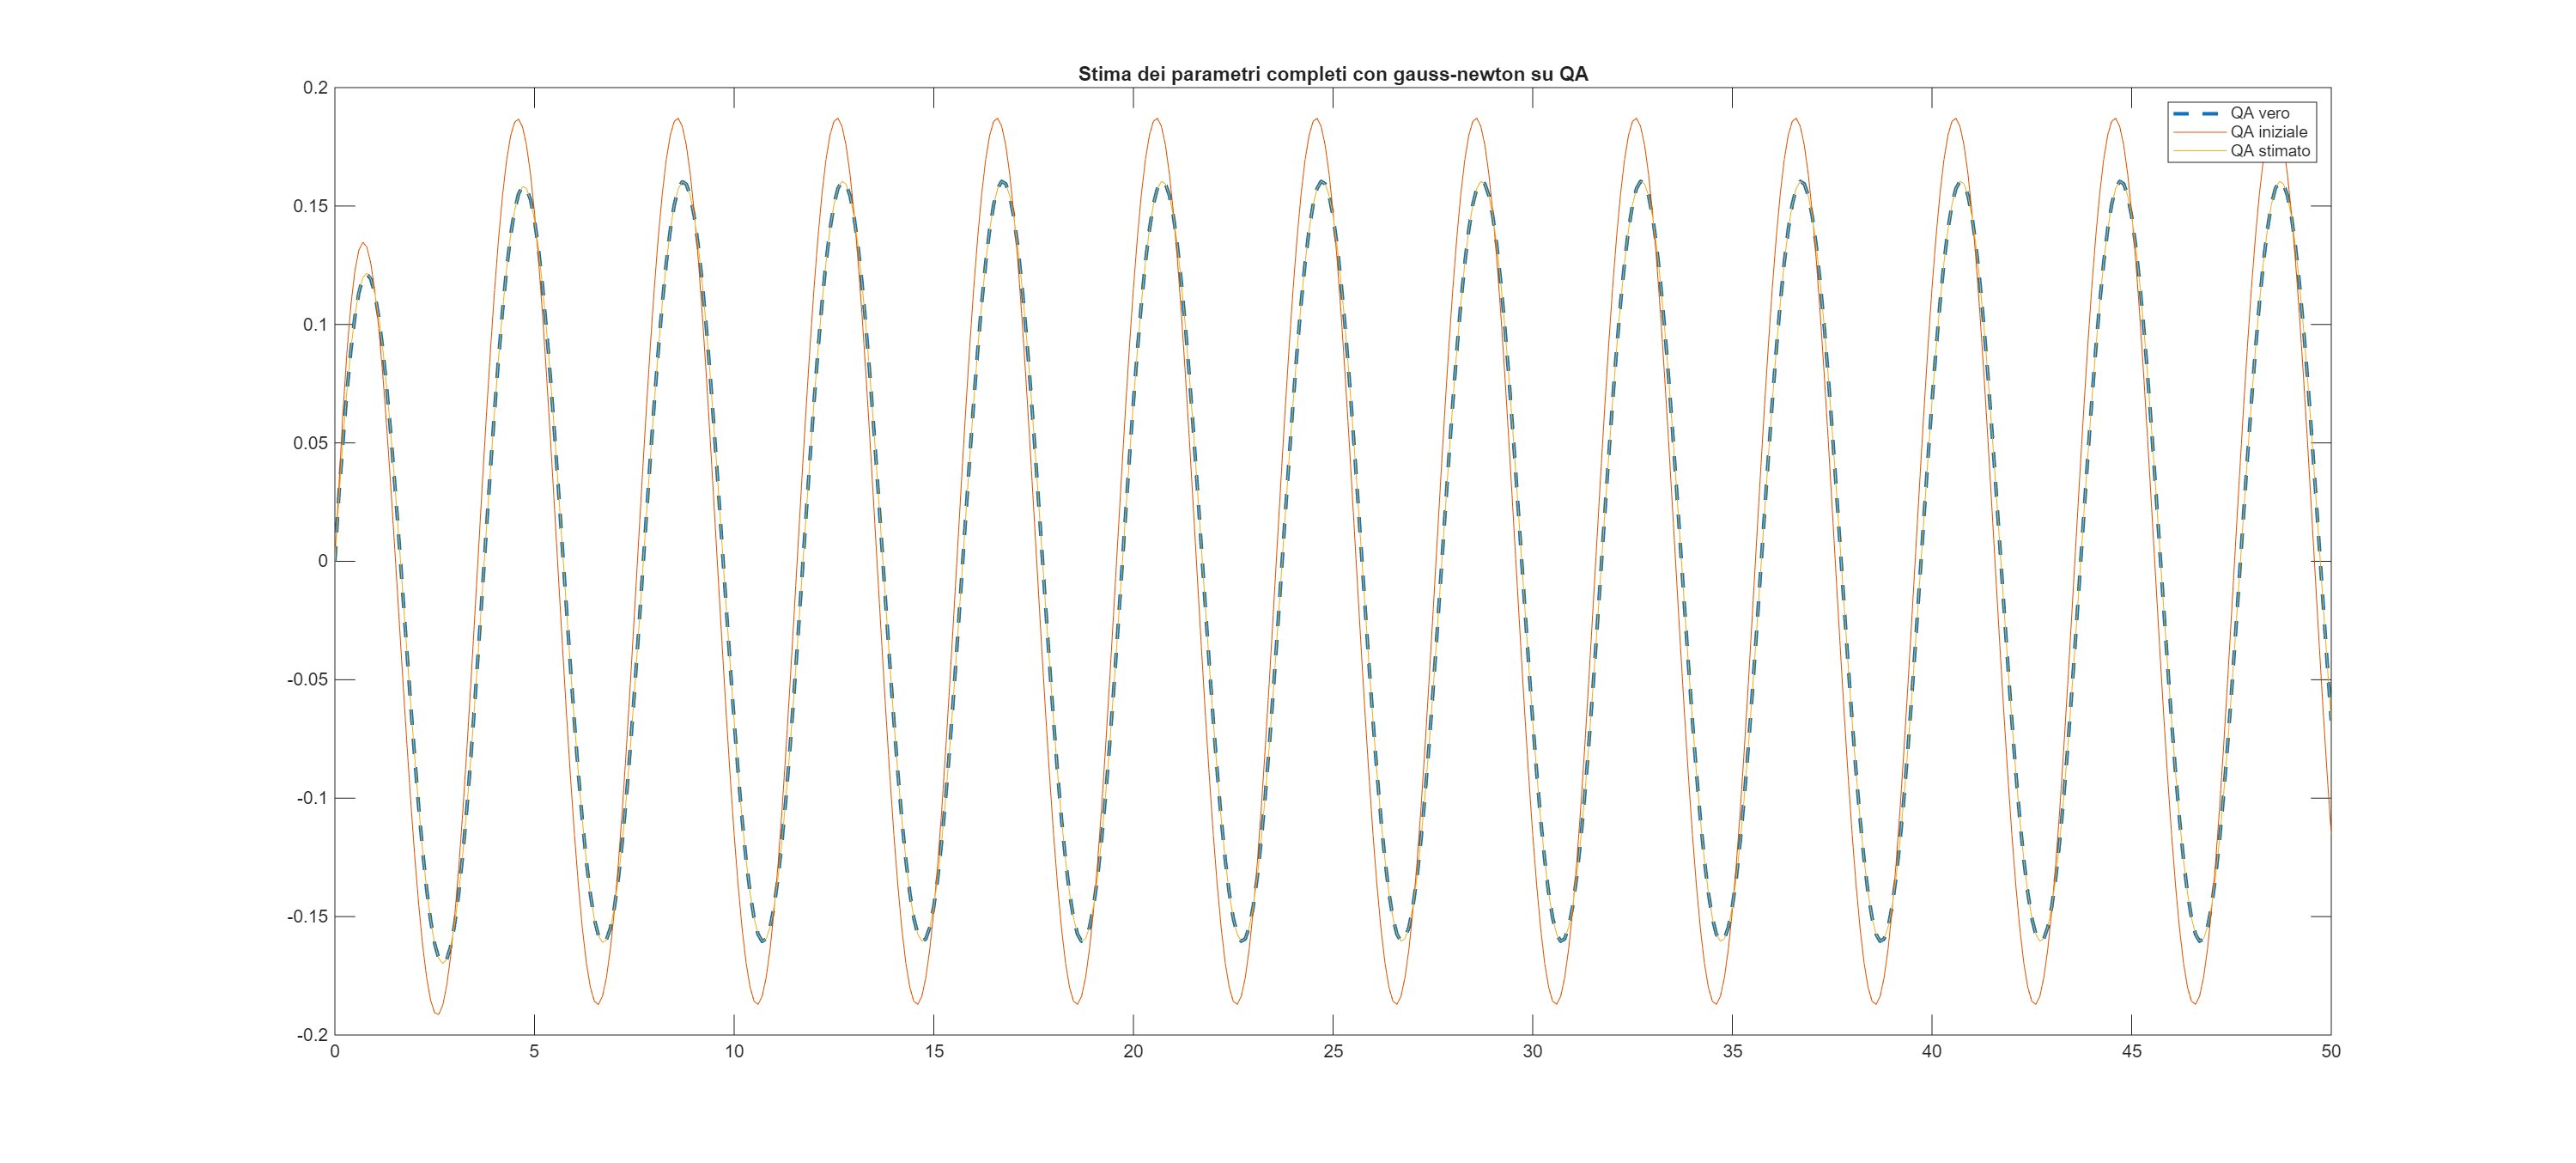 Stima dei parametri completi con gauss-newton su QA
QA vero
QA iniziale
QA stimato
0.2
0.15
0.1
0.05
0
-0.05
-0.1
-0.15
-0.2
0 5 10 15 20 25 30 35 40 45 50